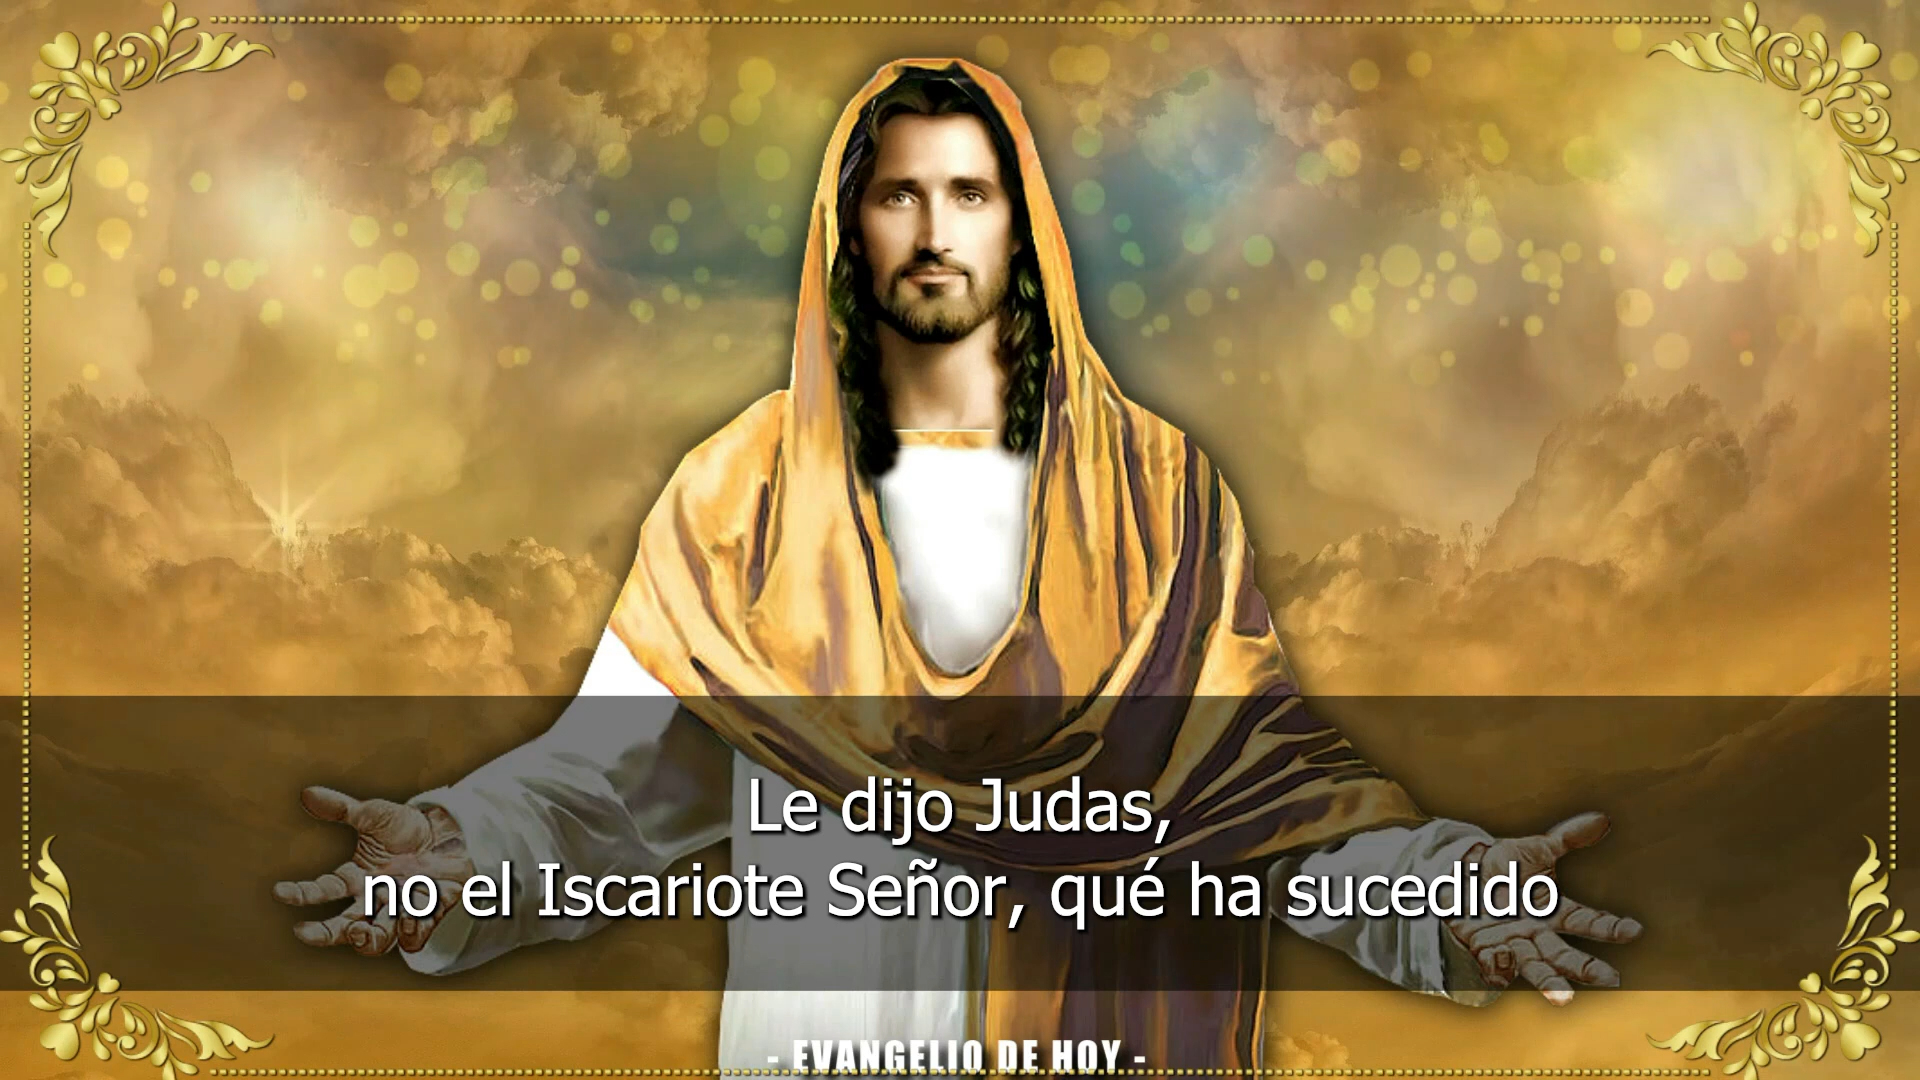 Le dijo Judas,
no el Iscariote Señor, qué ha sucedido
- EVANGELIO DE HOY -